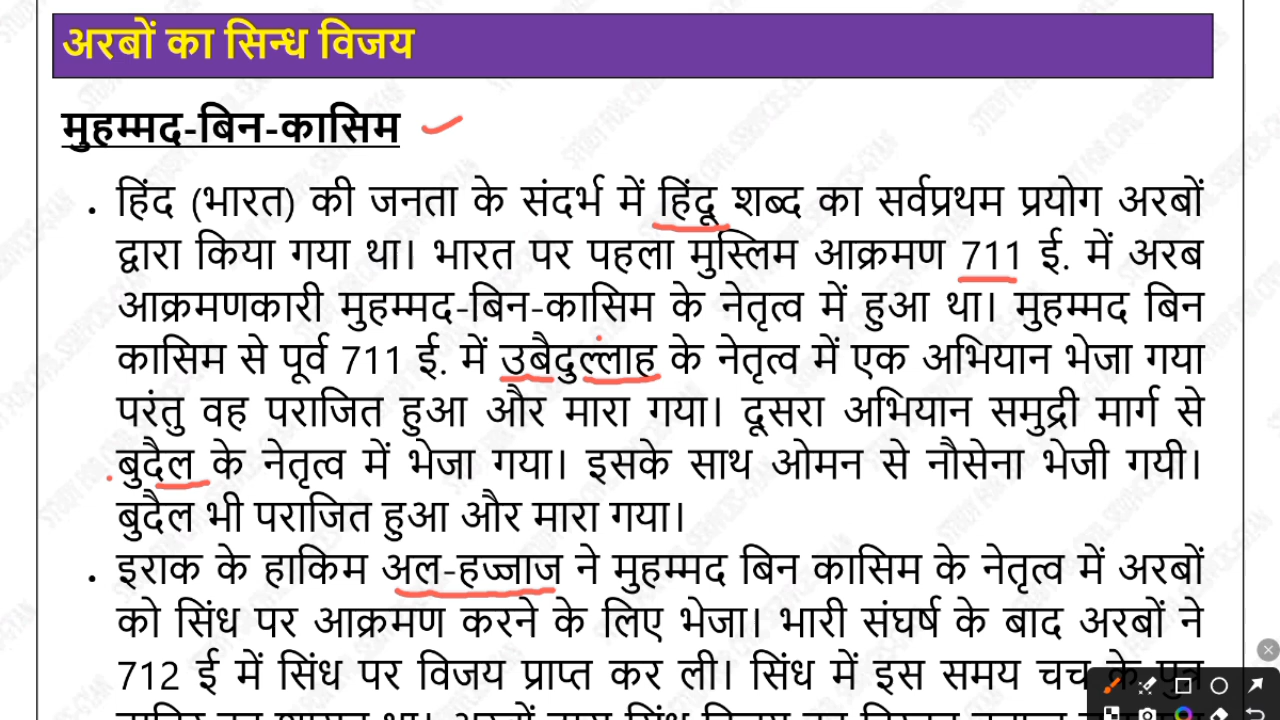 अरबों का सिन्ध विजय
मुहम्मद-बिन-कासिम
. हिंद (भारत) की जनता के संदर्भ में हिंदू शब्द का सर्वप्रथम प्रयोग अरबों
द्वारा किया गया था। भारत पर पहला मुस्लिम आक्रमण 711 ई. में अरब
आक्रमणकारी मुहम्मद-बिन-कासिम के नेतृत्व में हुआ था। मुहम्मद बिन
कासिम से पूर्व 711 ई. में उबैदुल्लाह के नेतृत्व में एक अभियान भेजा गया
परंतु वह पराजित हुआ और मारा गया। दूसरा अभियान समुद्री मार्ग से
बुदैल के नेतृत्व में भेजा गया। इसके साथ ओमन से नौसेना भेजी गयी।
बुदैल भी पराजित हुआ और मारा गया।
. इराक के हाकिम अल-हज्जाज ने मुहम्मद बिन कासिम के नेतृत्व में अरबों
को सिंध पर आक्रमण करने के लिए भेजा। भारी संघर्ष के बाद अरबों ने
712 ई में सिंध पर विजय प्राप्त कर ली। सिंध में इस समय चच के पुत्र